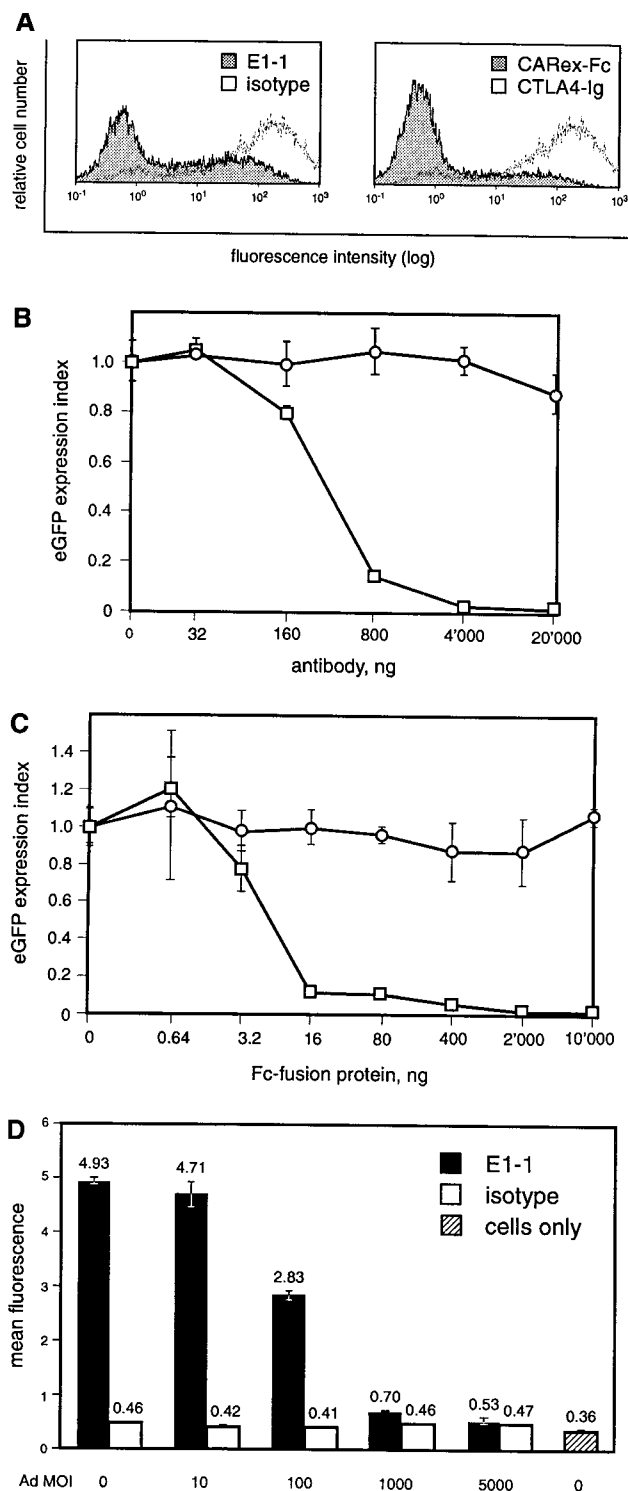 A
relative cell number
E1-1
isotype
10⁻¹ 10⁰ 10¹ 10² 10³
CARex-Fc
CTLA4-Ig
10⁻¹ 10⁰ 10¹ 10² 10³
fluorescence intensity (log)
B
eGFP expression index
1.0
0.8
0.6
0.4
0.2
0
0 32 160 800 4'000 20'000
antibody, ng
C
eGFP expression index
1.4
1.2
1.0
0.8
0.6
0.4
0.2
0
0 0.64 3.2 16 80 400 2'000 10'000
Fc-fusion protein, ng
D
mean fluorescence
6
5
4
3
2
1
0
E1-1
isotype
cells only
4.93
4.71
2.83
0.46 0.42 0.41 0.70 0.46 0.53 0.47 0.36
Ad MOI 0 10 100 1000 5000 0